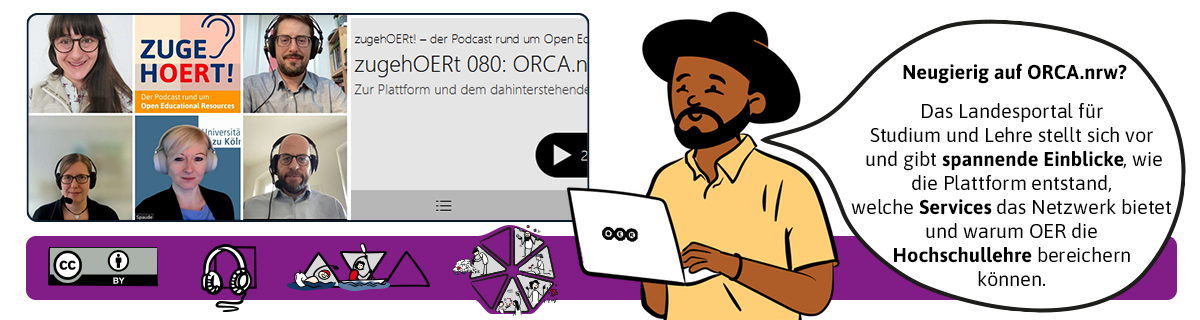 ZUGE
HOERT!
Der Podcast rund um
Open Educational Resources
Universitä
zu Köln
Spaude
zugehOERt! – der Podcast rund um Open Ed
zugehOERt 080: ORCA.n
Zur Plattform und dem dahinterstehende
2
cc
BY
OER
Neugierig auf ORCA.nrw?
Das Landesportal für
Studium und Lehre stellt sich vor
und gibt spannende Einblicke, wie
die Plattform entstand,
welche Services das Netzwerk bietet
und warum OER die
Hochschullehre bereichern
können.